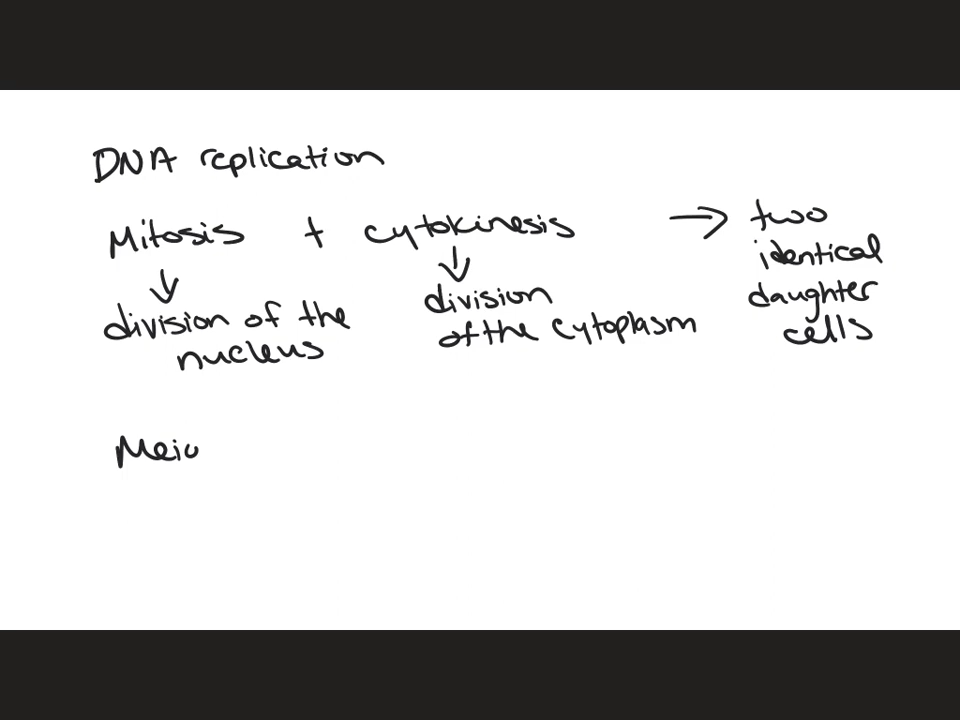 DNA replication
Mitosis + cytokinesis → two
identical
daughter
cells
↓ ↓
division of the
nucleus
division
of the cytoplasm
Meio